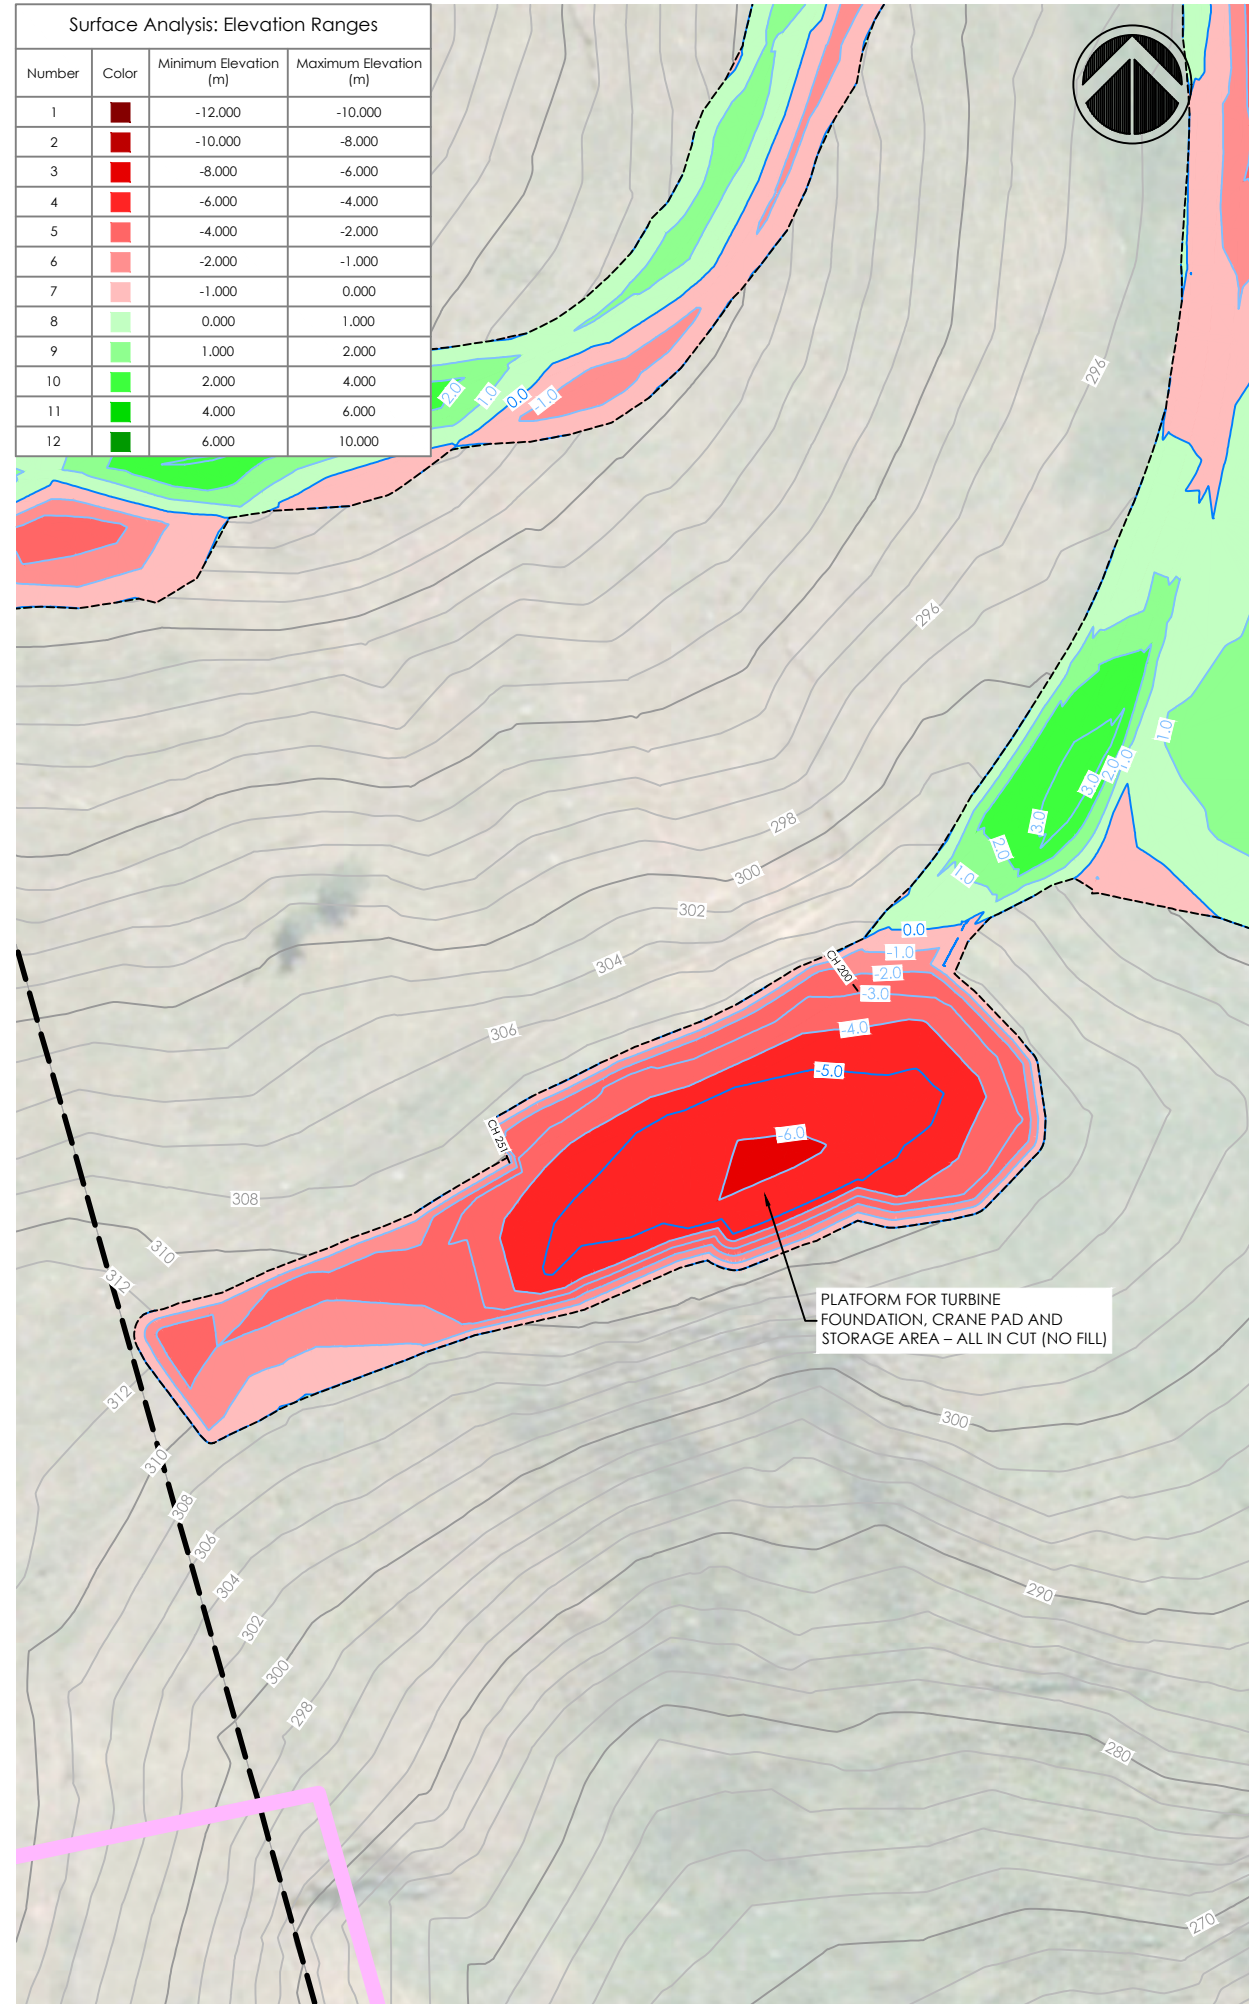 Surface Analysis: Elevation Ranges
Number Color Minimum Elevation (m) Maximum Elevation (m)
1 -12.000 -10.000
2 -10.000 -8.000
3 -8.000 -6.000
4 -6.000 -4.000
5 -4.000 -2.000
6 -2.000 -1.000
7 -1.000 0.000
8 0.000 1.000
9 1.000 2.000
10 2.000 4.000
11 4.000 6.000
12 6.000 10.000
2.0
1.0
0.0
-1.0
296
296
1.0
1.0
2.0
3.0
3.0
2.0
1.0
298
300
302
304
306
308
310
312
0.0
-1.0
CH 200
-2.0
-3.0
-4.0
-5.0
-6.0
CH 251
PLATFORM FOR TURBINE
FOUNDATION, CRANE PAD AND
STORAGE AREA – ALL IN CUT (NO FILL)
312
310
308
306
304
302
300
298
300
290
280
270